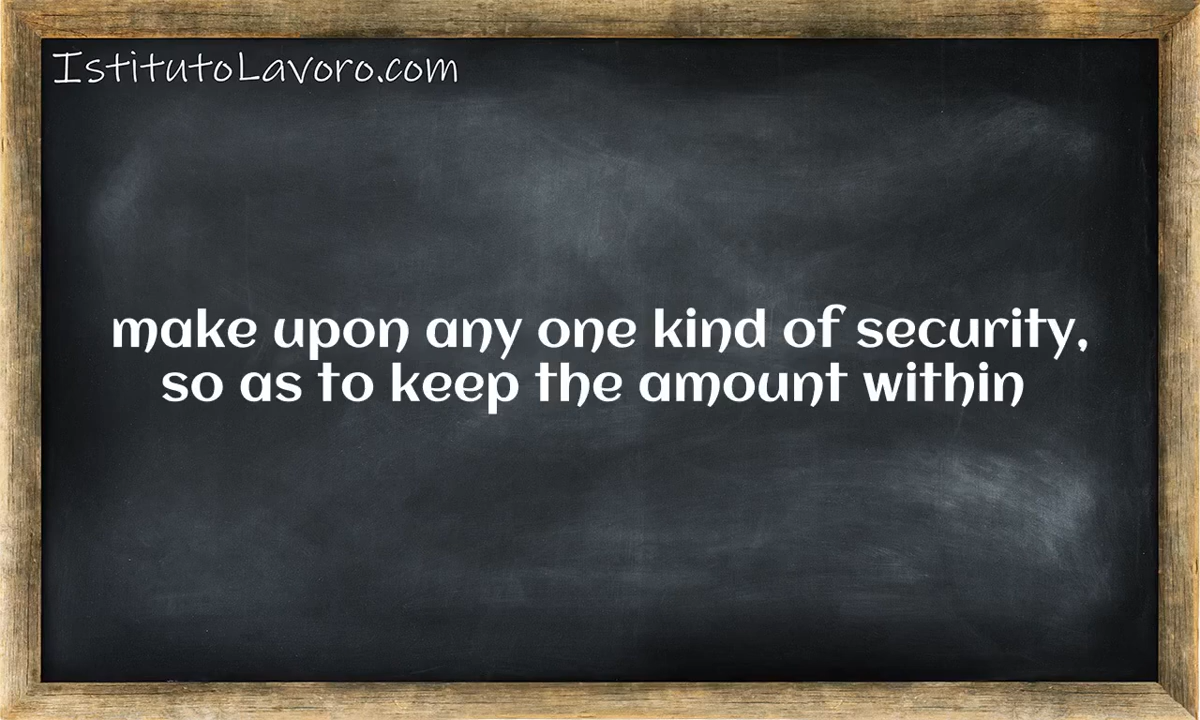 IstitutoLavoro.com
make upon any one kind of security,
so as to keep the amount within